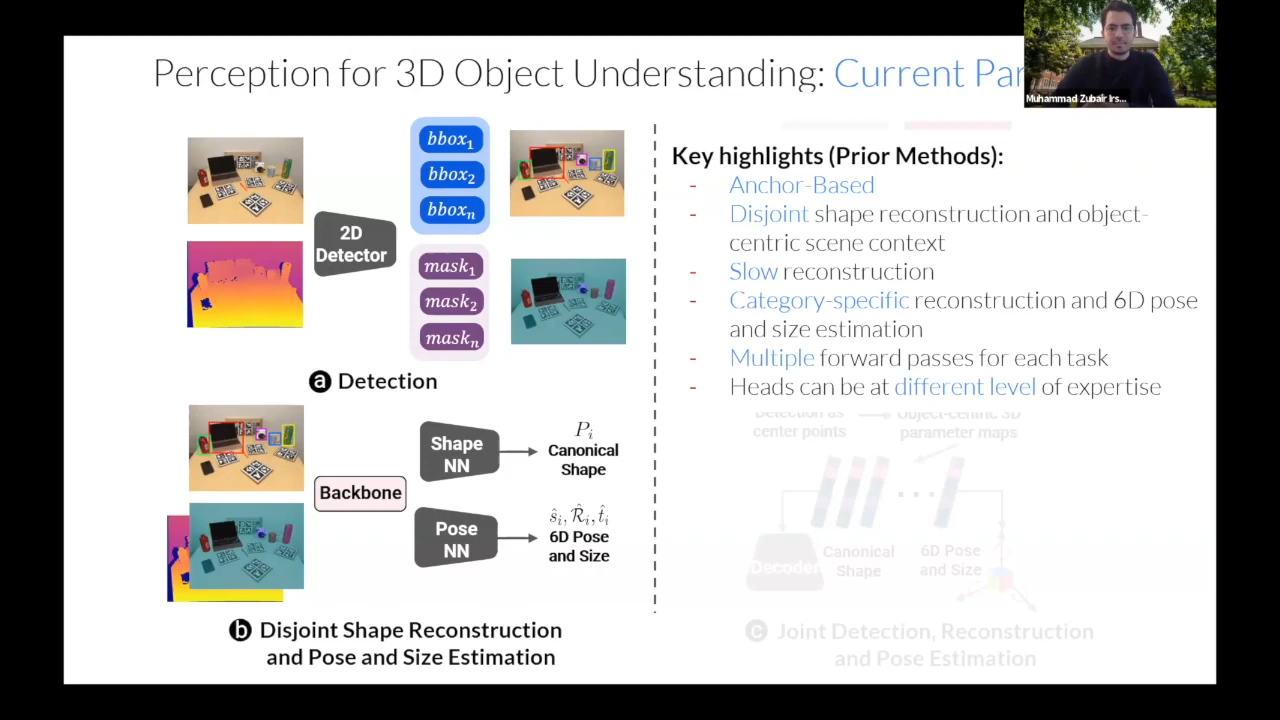 Perception for 3D Object Understanding: Current Par
Muhammad Zubair Irs...
bbox1
bbox2
bboxn
2D
Detector
mask1
mask2
maskn
a Detection
Backbone
Shape
NN
Pi
Canonical
Shape
Pose
NN
ŝi, R̂i, t̂i
6D Pose
and Size
b Disjoint Shape Reconstruction
and Pose and Size Estimation
Key highlights (Prior Methods):
- Anchor-Based
- Disjoint shape reconstruction and object-
centric scene context
- Slow reconstruction
- Category-specific reconstruction and 6D pose
and size estimation
- Multiple forward passes for each task
- Heads can be at different level of expertise
Detection as
center points
Object-centric 3D
parameter maps
...
Decoder
Canonical
Shape
6D Pose
and Size
c Joint Detection, Reconstruction
and Pose Estimation